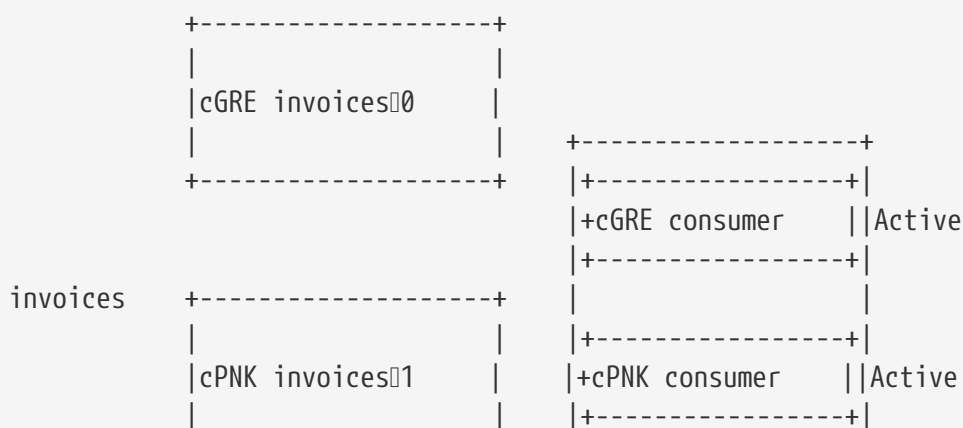 +--------------------+
|                    |
|cGRE invoices▯0     |
|                    |    +-------------------+
+--------------------+    |+-----------------+|
|+cGRE consumer    ||Active
|+-----------------+|
invoices    +--------------------+    |                   |
|                    |    |+-----------------+|
|cPNK invoices▯1     |    |+cPNK consumer    ||Active
|                    |    |+-----------------+|